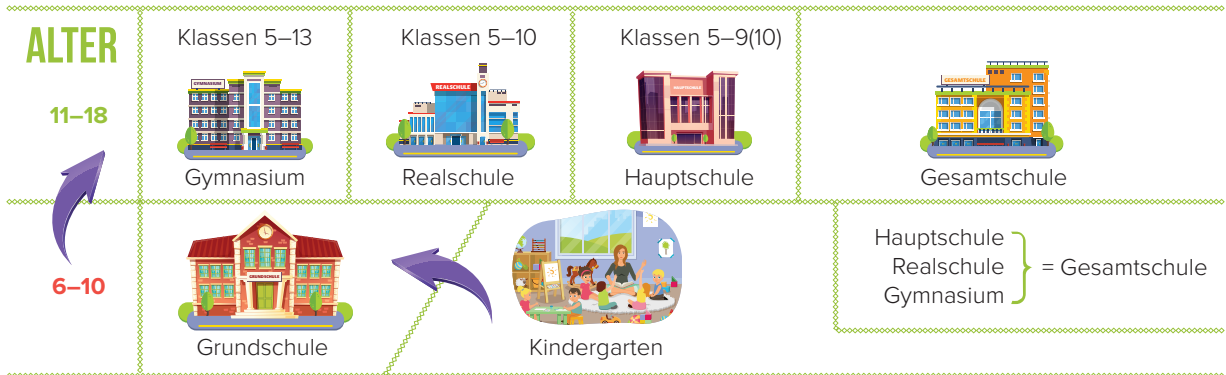 ALTER
11–18
6–10
Klassen 5–13
GYMNASIUM
Gymnasium
Klassen 5–10
REALSCHULE
Realschule
Klassen 5–9(10)
HAUPTSCHULE
Hauptschule
GESAMTSCHULE
Gesamtschule
GRUNDSCHULE
Grundschule
Kindergarten
Hauptschule
Realschule
Gymnasium
= Gesamtschule